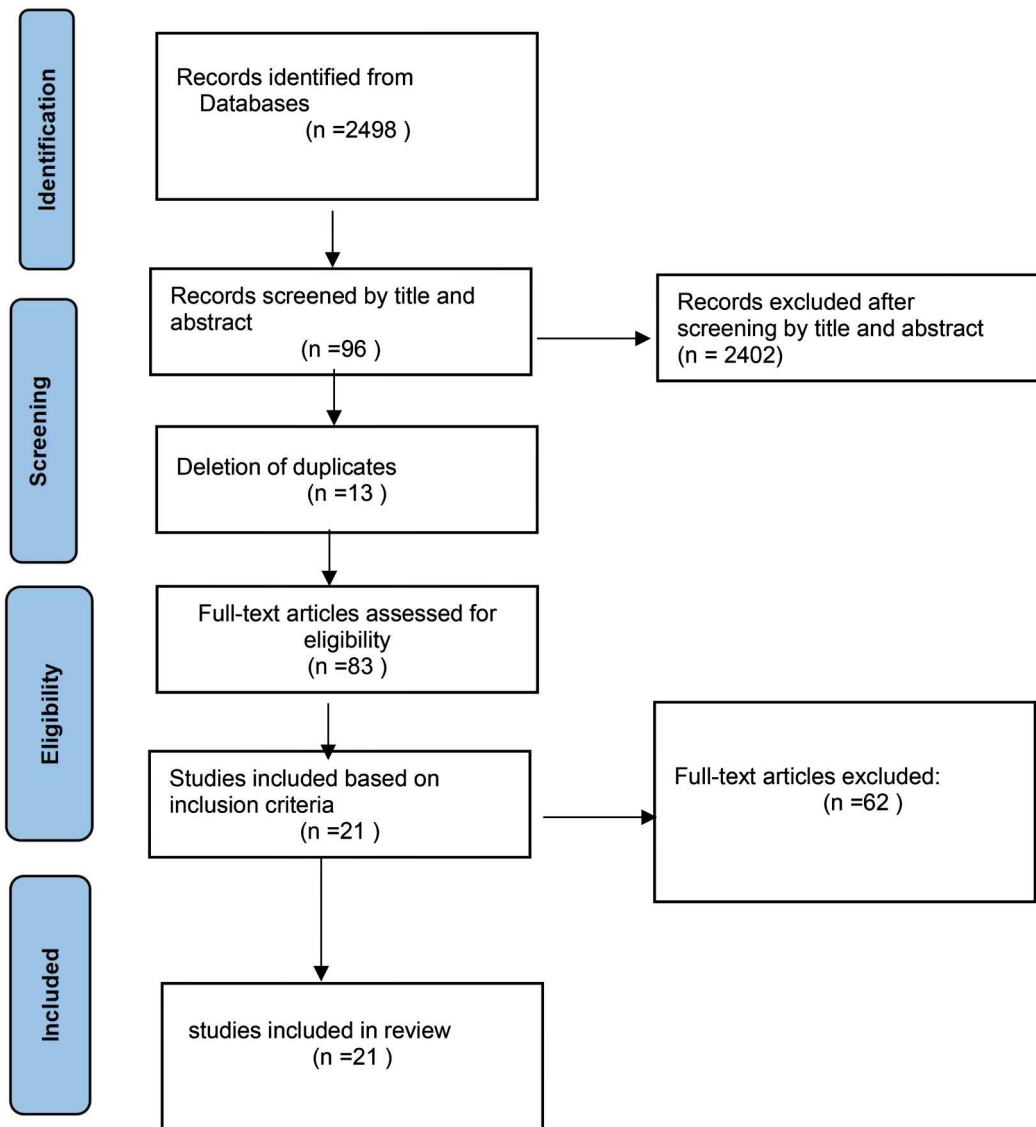 Identification
Records identified from
Databases
(n =2498 )
Screening
Records screened by title and
abstract
(n =96 )
Records excluded after
screening by title and abstract
(n = 2402)
Deletion of duplicates
(n =13 )
Eligibility
Full-text articles assessed for
eligibility
(n =83 )
Studies included based on
inclusion criteria
(n =21 )
Full-text articles excluded:
(n =62 )
Included
studies included in review
(n =21 )